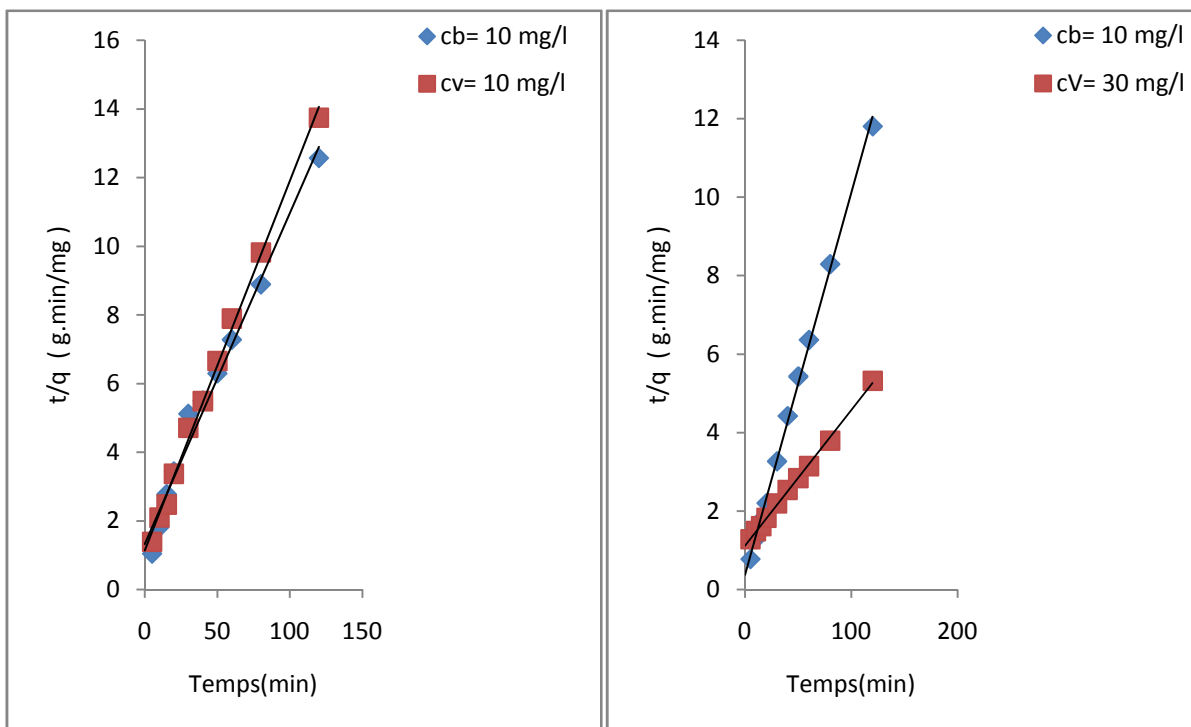 cb= 10 mg/l
cv= 10 mg/l
16
14
12
10
8
6
4
2
0
t/q ( g.min/mg )
0 50 100 150
Temps(min)
cb= 10 mg/l
cV= 30 mg/l
14
12
10
8
6
4
2
0
t/q ( g.min/mg )
0 100 200
Temps(min)